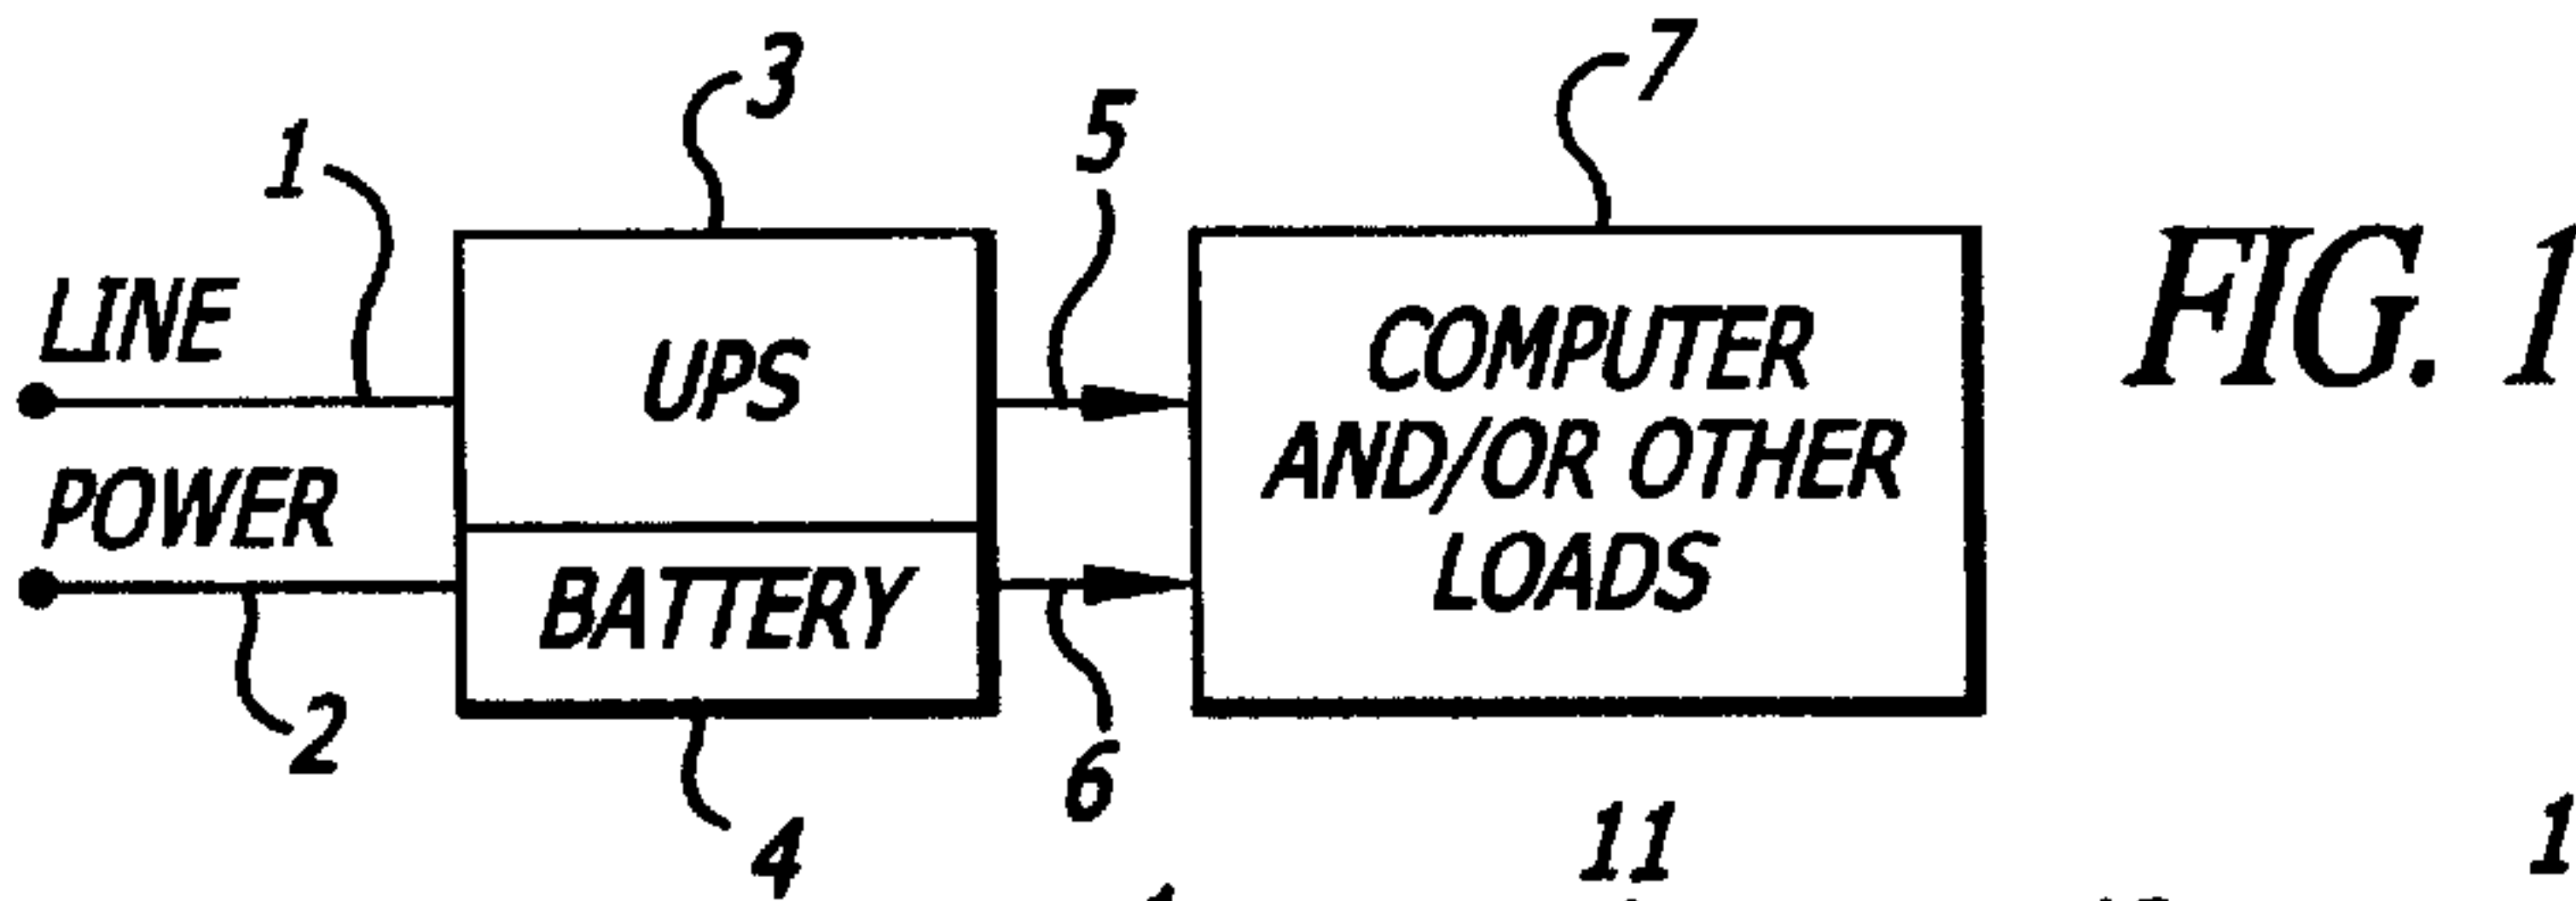 3
7
1
5
LINE
UPS
COMPUTER
AND/OR OTHER
LOADS
FIG. 1
POWER
BATTERY
2
6
4
11
1